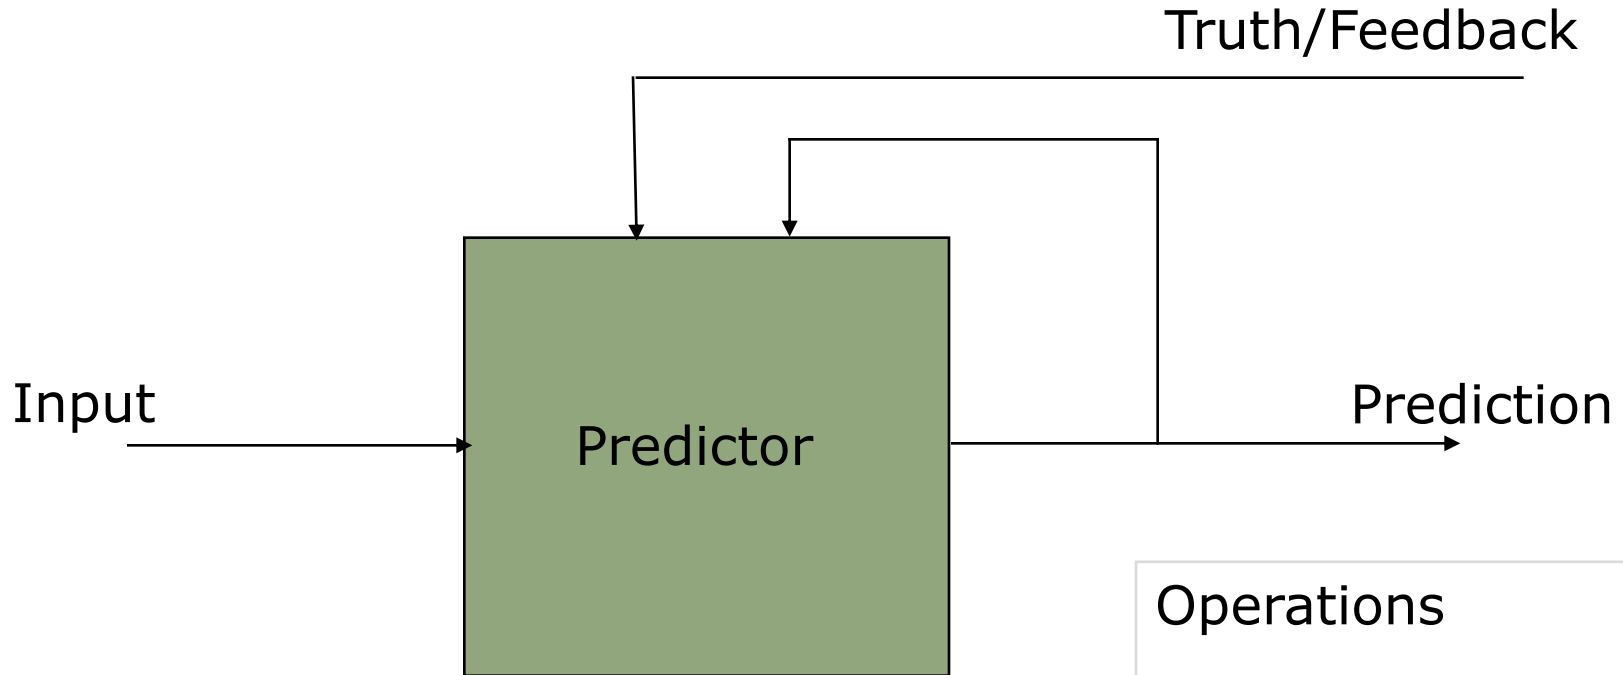 Truth/Feedback
Input
Prediction
Predictor
Operations